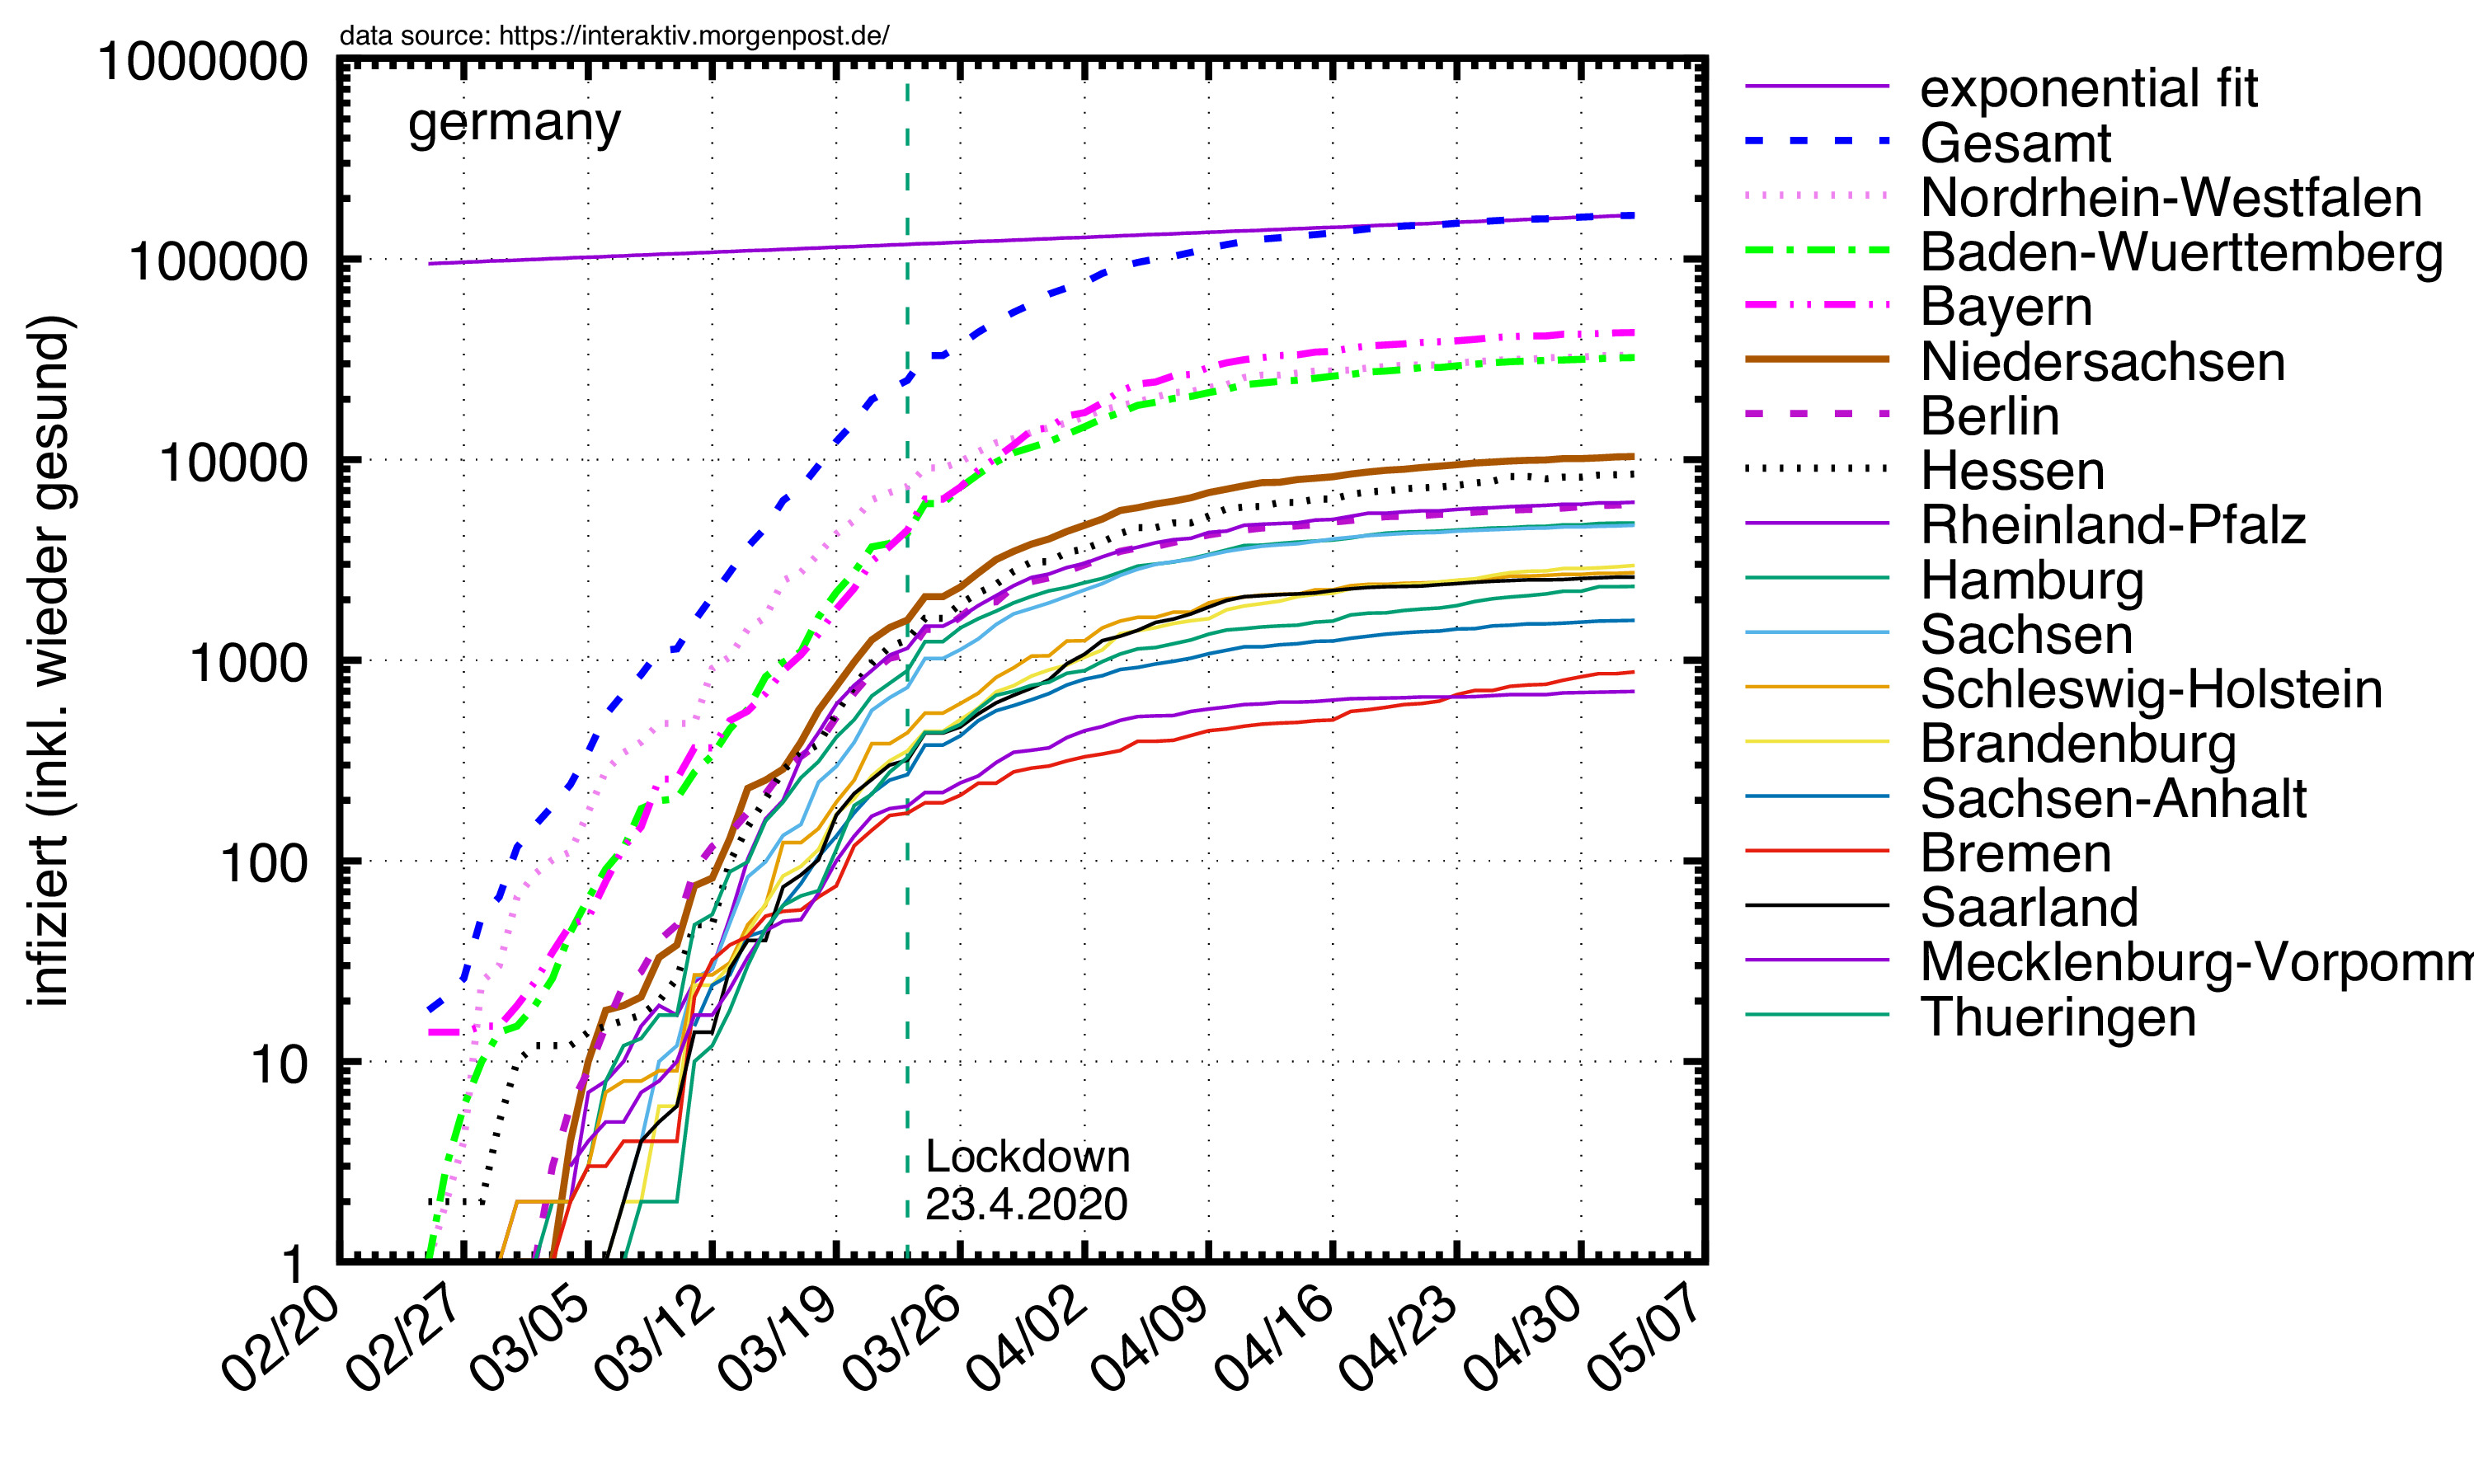 data source: https://interaktiv.morgenpost.de/
germany
infiziert (inkl. wieder gesund)
1000000
100000
10000
1000
100
10
1
02/20
02/27
03/05
03/12
03/19
03/26
04/02
04/09
04/16
04/23
04/30
05/07
Lockdown
23.4.2020
exponential fit
Gesamt
Nordrhein-Westfalen
Baden-Wuerttemberg
Bayern
Niedersachsen
Berlin
Hessen
Rheinland-Pfalz
Hamburg
Sachsen
Schleswig-Holstein
Brandenburg
Sachsen-Anhalt
Bremen
Saarland
Mecklenburg-Vorpomm
Thueringen